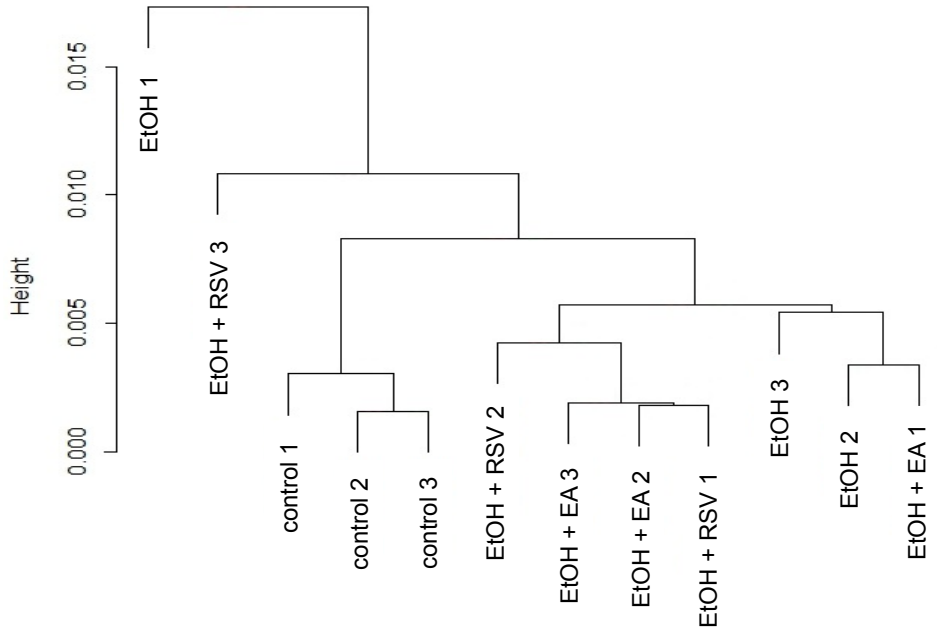 Height
0.015
0.010
0.005
0.000
EtOH 1
EtOH + RSV 3
control 1
control 2
control 3
EtOH + RSV 2
EtOH + EA 3
EtOH + EA 2
EtOH + RSV 1
EtOH 3
EtOH 2
EtOH + EA 1